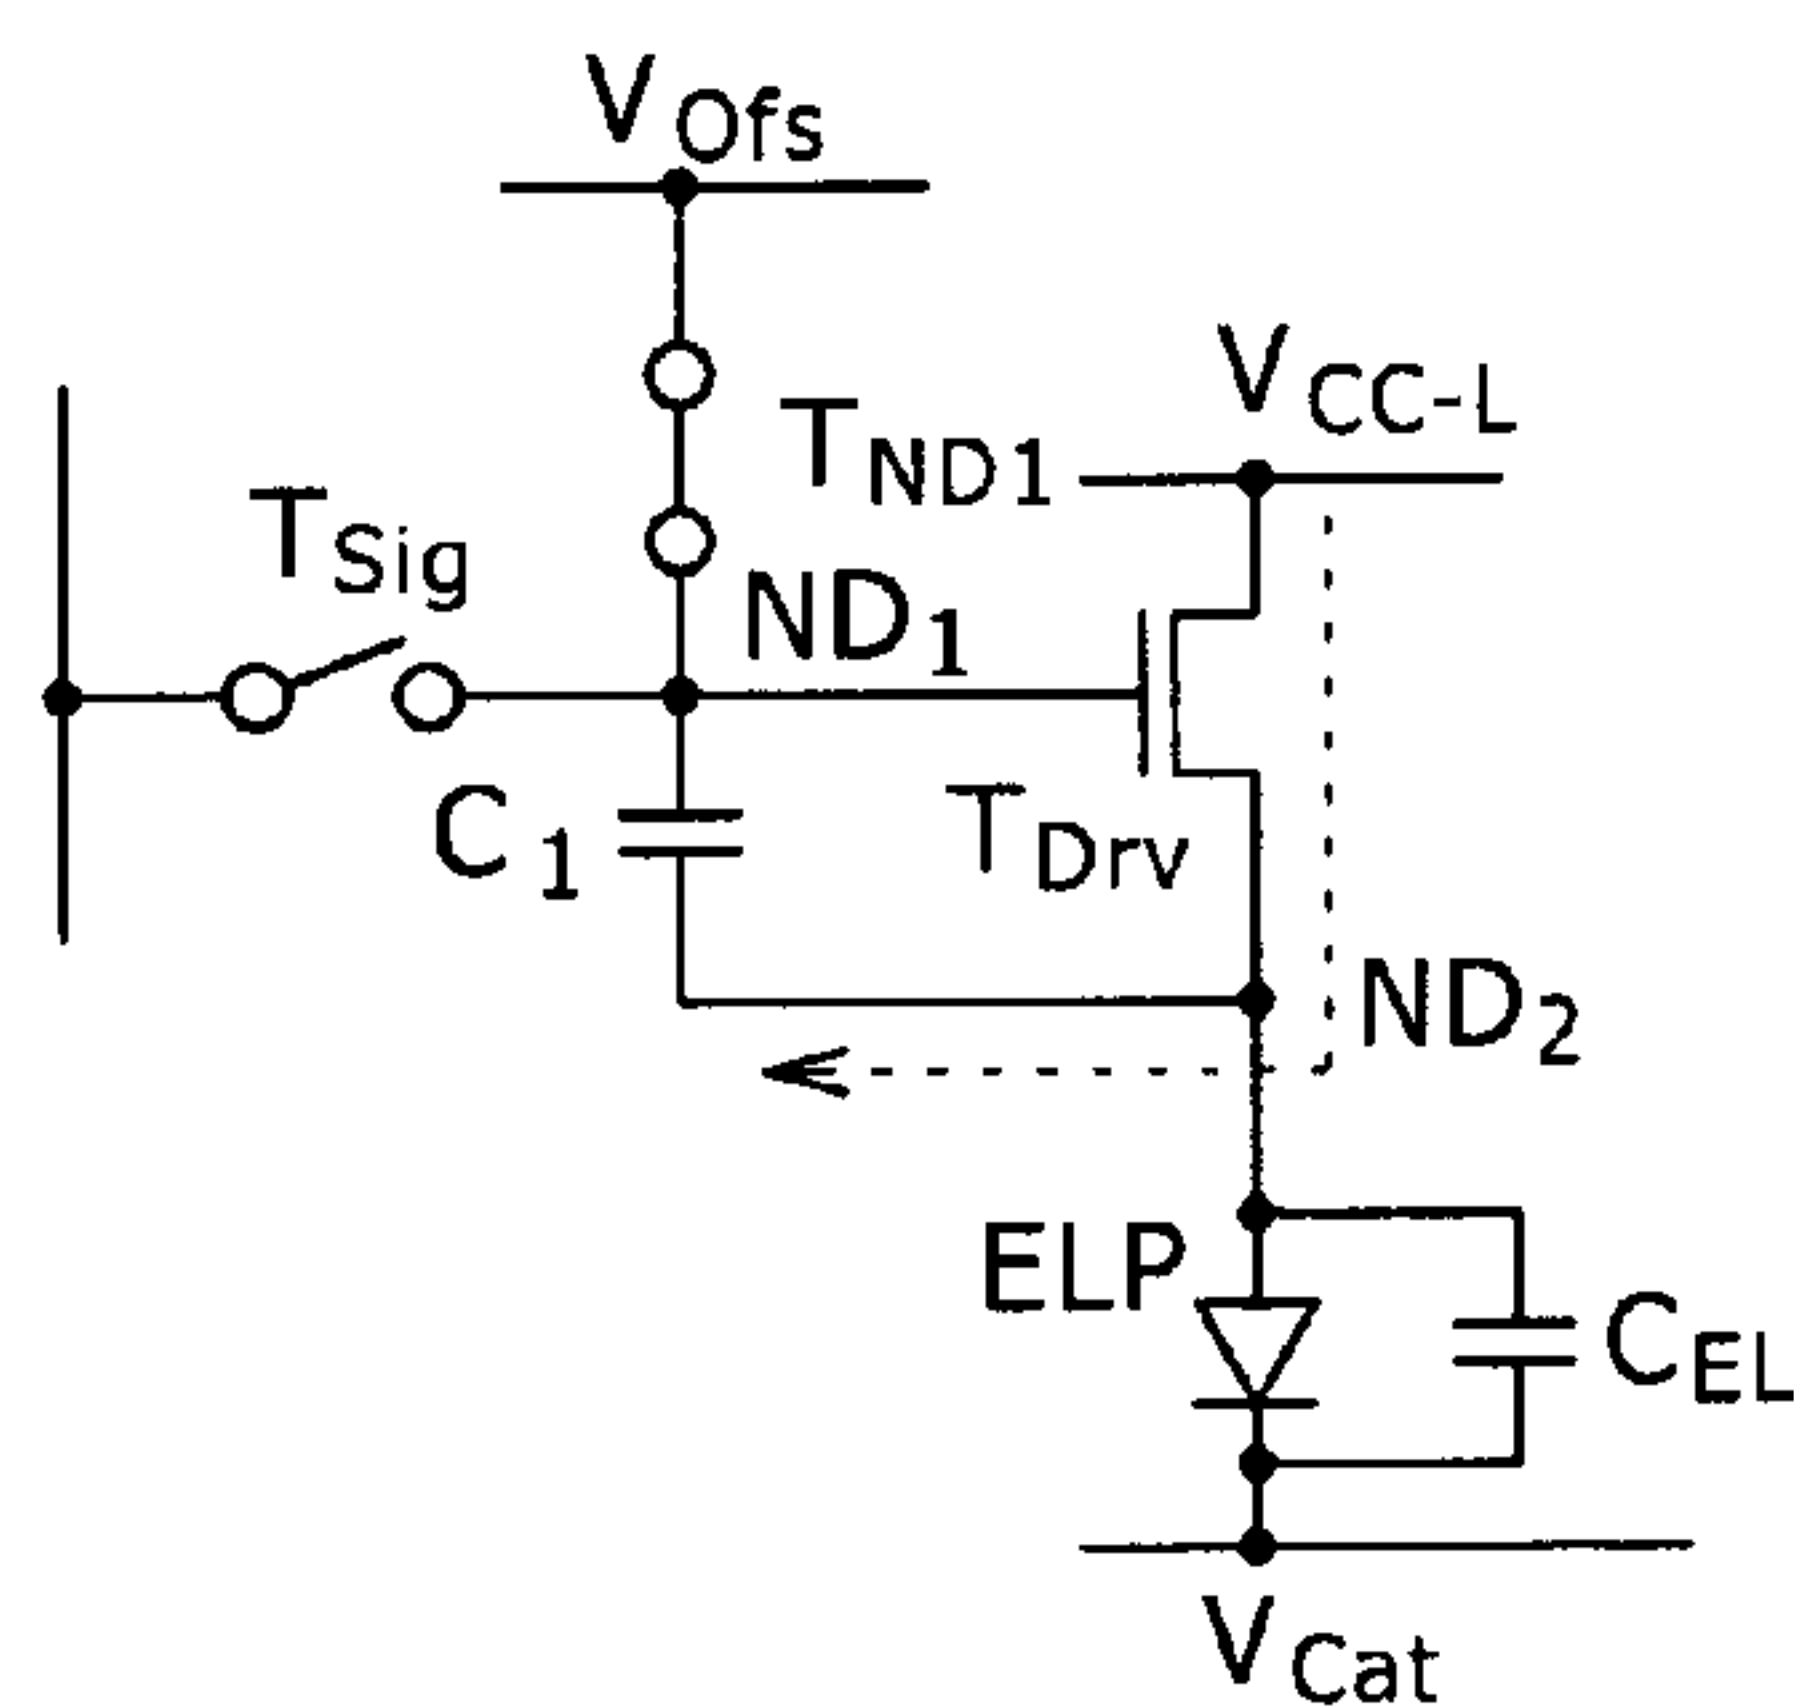 VOfs
VCC-L
TND1
TSig
ND1
C1
TDrv
ND2
ELP
CEL
VCat